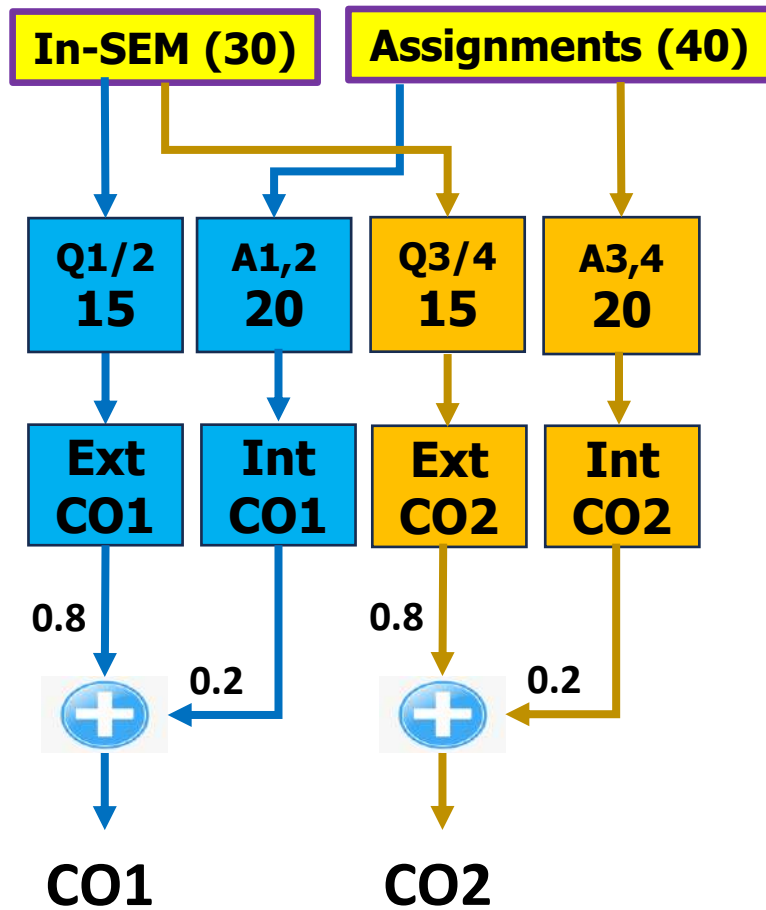 In-SEM (30)
Assignments (40)
Q1/2
15
A1,2
20
Q3/4
15
A3,4
20
Ext
CO1
Int
CO1
Ext
CO2
Int
CO2
0.8
0.2
0.8
0.2
CO1
CO2